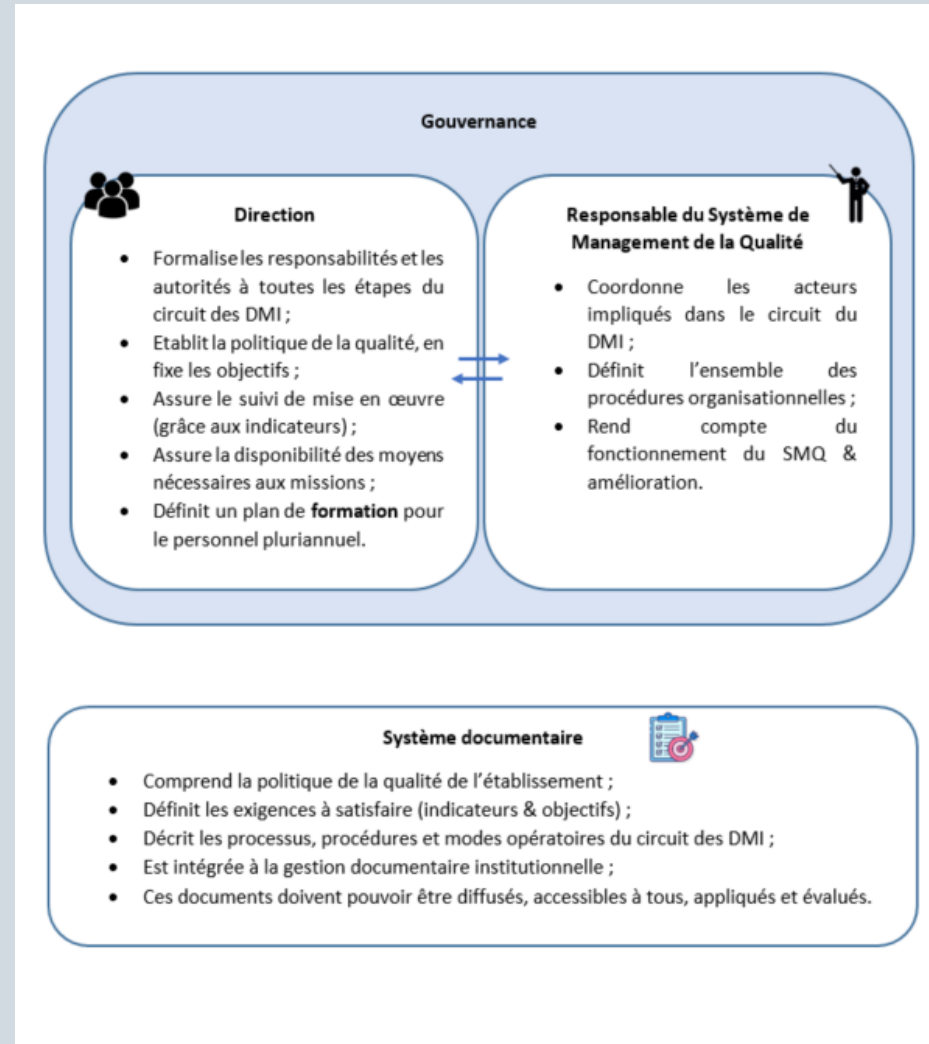 Gouvernance
Direction
• Formalise les responsabilités et les
autorités à toutes les étapes du
circuit des DMI ;
• Etablit la politique de la qualité, en
fixe les objectifs ;
• Assure le suivi de mise en œuvre
(grâce aux indicateurs) ;
• Assure la disponibilité des moyens
nécessaires aux missions ;
• Définit un plan de formation pour
le personnel pluriannuel.
Responsable du Système de
Management de la Qualité
• Coordonne les acteurs
impliqués dans le circuit du
DMI ;
• Définit l’ensemble des
procédures organisationnelles ;
• Rend compte du
fonctionnement du SMQ &
amélioration.
Système documentaire
• Comprend la politique de la qualité de l’établissement ;
• Définit les exigences à satisfaire (indicateurs & objectifs) ;
• Décrit les processus, procédures et modes opératoires du circuit des DMI ;
• Est intégrée à la gestion documentaire institutionnelle ;
• Ces documents doivent pouvoir être diffusés, accessibles à tous, appliqués et évalués.